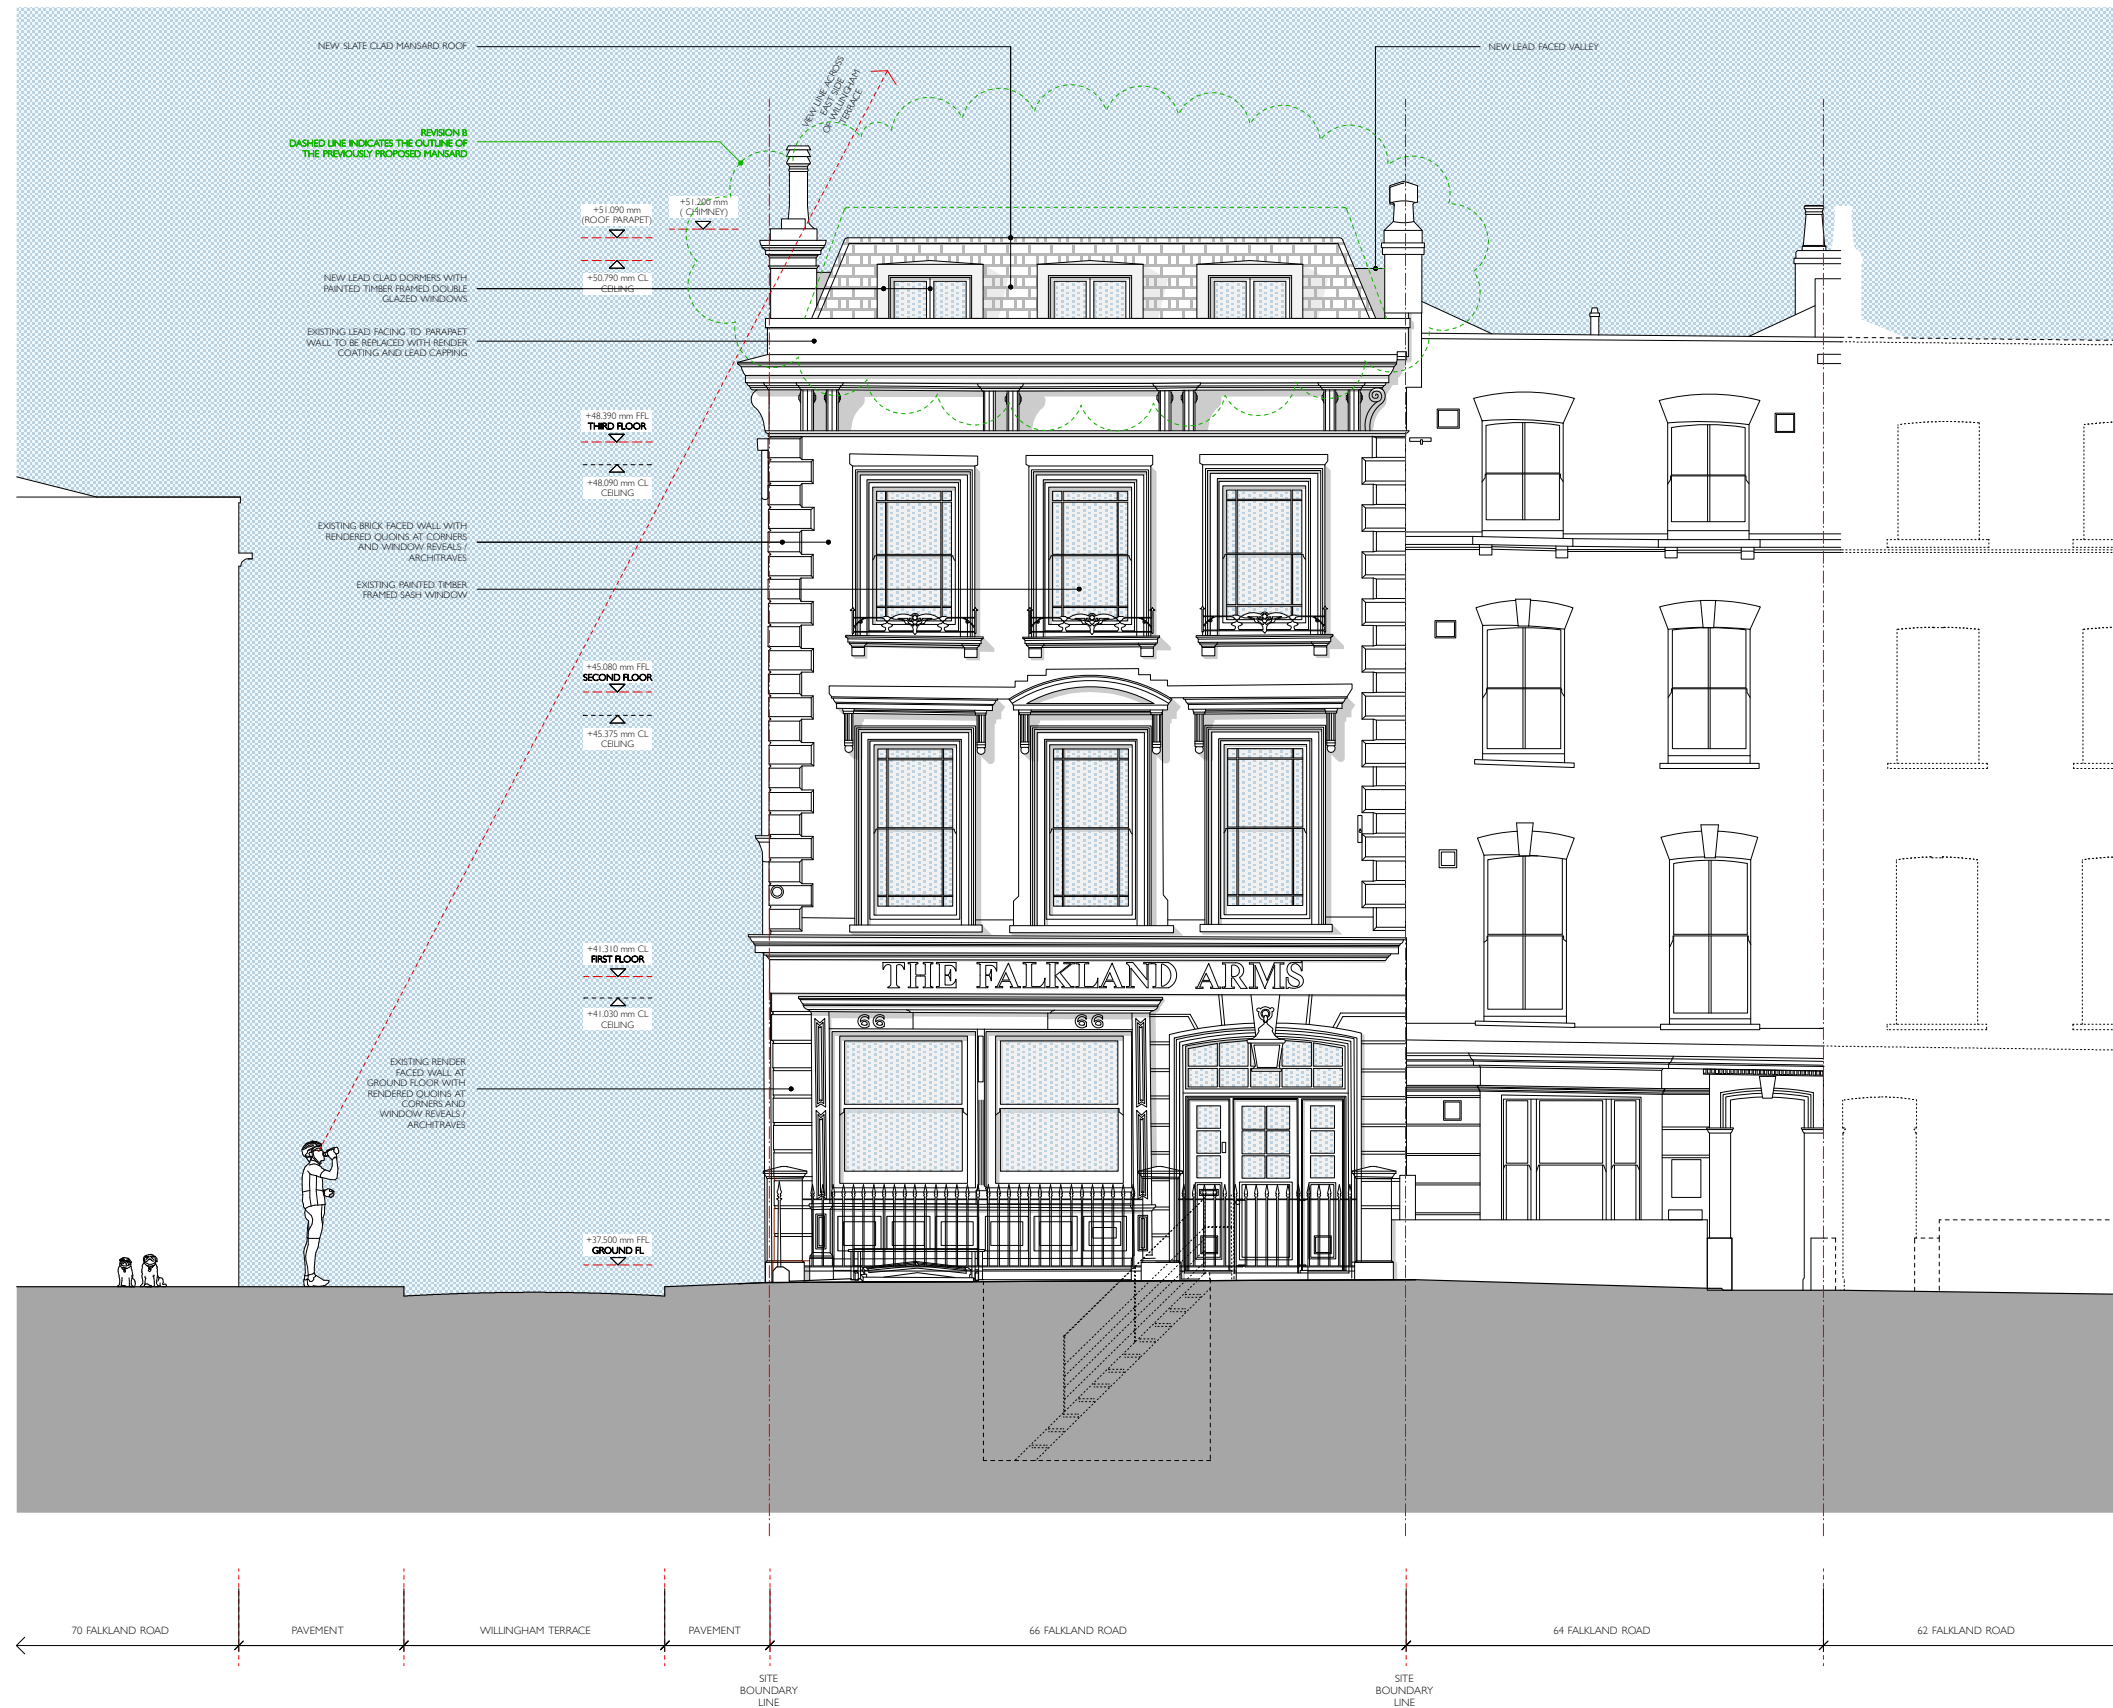 NEW SLATE CLAD MANSARD ROOF
NEW LEAD FACED VALLEY
VIEW LINE ACROSS
EAST SIDE
OF WILLINGHAM
TERRACE
REVISION B
DASHED LINE INDICATES THE OUTLINE OF
THE PREVIOUSLY PROPOSED MANSARD
+51.090 mm
(ROOF PARAPET)
+51.200 mm
( CHIMNEY)
+50.790 mm CL
CEILING
NEW LEAD CLAD DORMERS WITH
PAINTED TIMBER FRAMED DOUBLE
GLAZED WINDOWS
EXISTING LEAD FACING TO PARAPAET
WALL TO BE REPLACED WITH RENDER
COATING AND LEAD CAPPING
+48.390 mm FFL
THIRD FLOOR
+48.090 mm CL
CEILING
EXISTING BRICK FACED WALL WITH
RENDERED QUOINS AT CORNERS
AND WINDOW REVEALS /
ARCHITRAVES
EXISTING PAINTED TIMBER
FRAMED SASH WINDOW
+45.080 mm FFL
SECOND FLOOR
+45.375 mm CL
CEILING
+41.310 mm CL
FIRST FLOOR
+41.030 mm CL
CEILING
THE FALKLAND ARMS
66
66
EXISTING RENDER
FACED WALL AT
GROUND FLOOR WITH
RENDERED QUOINS AT
CORNERS AND
WINDOW REVEALS /
ARCHITRAVES
+37.500 mm FFL
GROUND FL
70 FALKLAND ROAD
PAVEMENT
WILLINGHAM TERRACE
PAVEMENT
66 FALKLAND ROAD
64 FALKLAND ROAD
62 FALKLAND ROAD
SITE
BOUNDARY
LINE
SITE
BOUNDARY
LINE